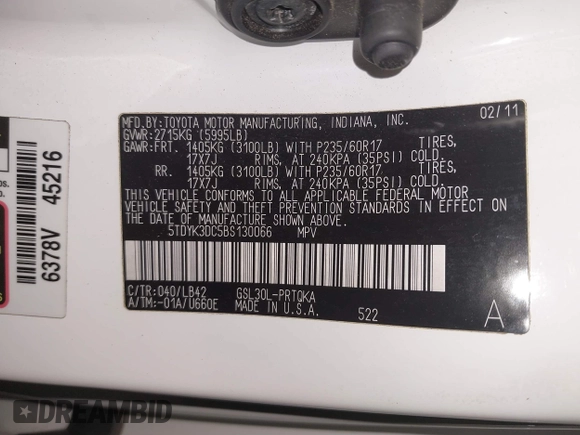 MFD.BY:TOYOTA MOTOR MANUFACTURING, INDIANA, INC. 02/11
GVWR:2715KG (5995LB)
GAWR:FRT. 1405KG (3100LB) WITH P235/60R17 TIRES,
17X7J RIMS, AT 240KPA (35PSI) COLD.
RR. 1405KG (3100LB) WITH P235/60R17 TIRES,
17X7J RIMS, AT 240KPA (35PSI) COLD.
THIS VEHICLE CONFORMS TO ALL APPLICABLE FEDERAL MOTOR
VEHICLE SAFETY AND THEFT PREVENTION STANDARDS IN EFFECT ON
THE DATE OF MANUFACTURE SHOWN ABOVE.
5TDYK3DC5BS130066 MPV
C/TR:040/LB42 GSL30L-PRTQKA
A/TM:-01A/U660E MADE IN U.S.A. 522 A
6378V 45216
DREAMBID